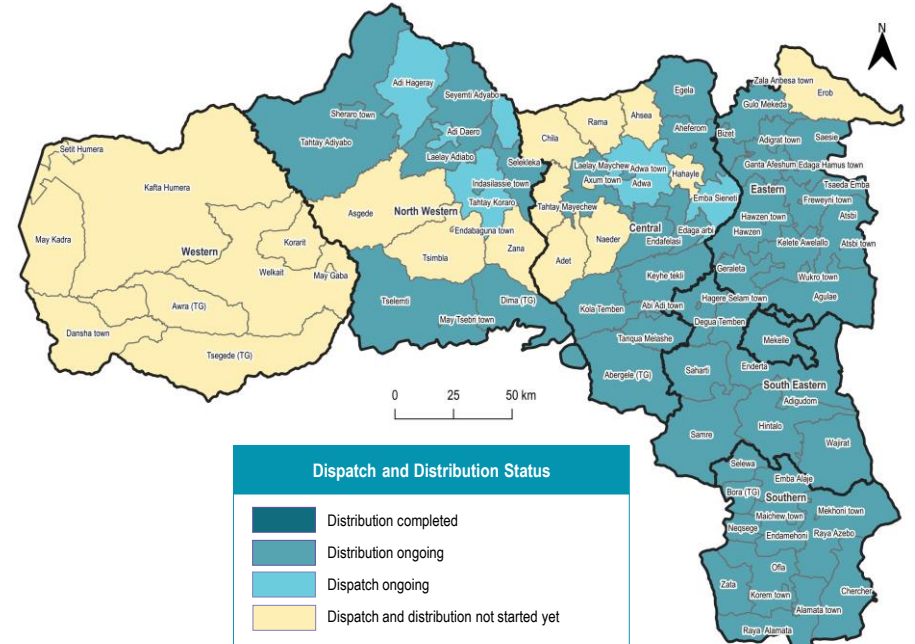 N
Zala Anbesa town
Erob
Adi Hageray
Egela
Seyemti Adyabo
Gulo Mekeda
Sheraro town
Ahsea
Rama
Chila
Aheferom
Bizet
Adi Daero
Adigrat town
Saesie
Tahtay Adiyabo
Setit Humera
Laelay Adiabo
Selekleka
Laelay Maychew
Adwa town
Ganta Afeshum
Edaga Hamus town
Axum town
Hahayle
Adwa
Indasilassie town
Kafta Humera
Eastern
Tsaeda Emba
Emba Sieneti
Tahtay Koraro
Freweyni town
Asgede
North Western
Tahtay Mayechew
Hawzen town
Atsbi
May Kadra
Central
Endabaguna town
Edaga arbi
Hawzen
Korarit
Naeder
Endafelasi
Kelete Awelallo
Atsbi town
Western
Zana
Tsimbla
Adet
Geraleta
Welkait
May Gaba
Keyhe tekli
Wukro town
Tselemti
Dima (TG)
Hagere Selam town
Agulae
Awra (TG)
Kola Temben
Abi Adi town
May Tsebri town
Degua Temben
Dansha town
Tanqua Melashe
Mekelle
Tsegede (TG)
Enderta
Saharti
Abergele (TG)
South Eastern
0 25 50 km
Adigudom
Hintalo
Samre
Wajirat
Dispatch and Distribution Status
Distribution completed
Distribution ongoing
Dispatch ongoing
Dispatch and distribution not started yet
Selewa
Emba Alaje
Bora (TG)
Southern
Mekhoni town
Maichew town
Neqsege
Endamehoni
Raya Azebo
Ofla
Zata
Korem town
Chercher
Alamata town
Raya Alamata